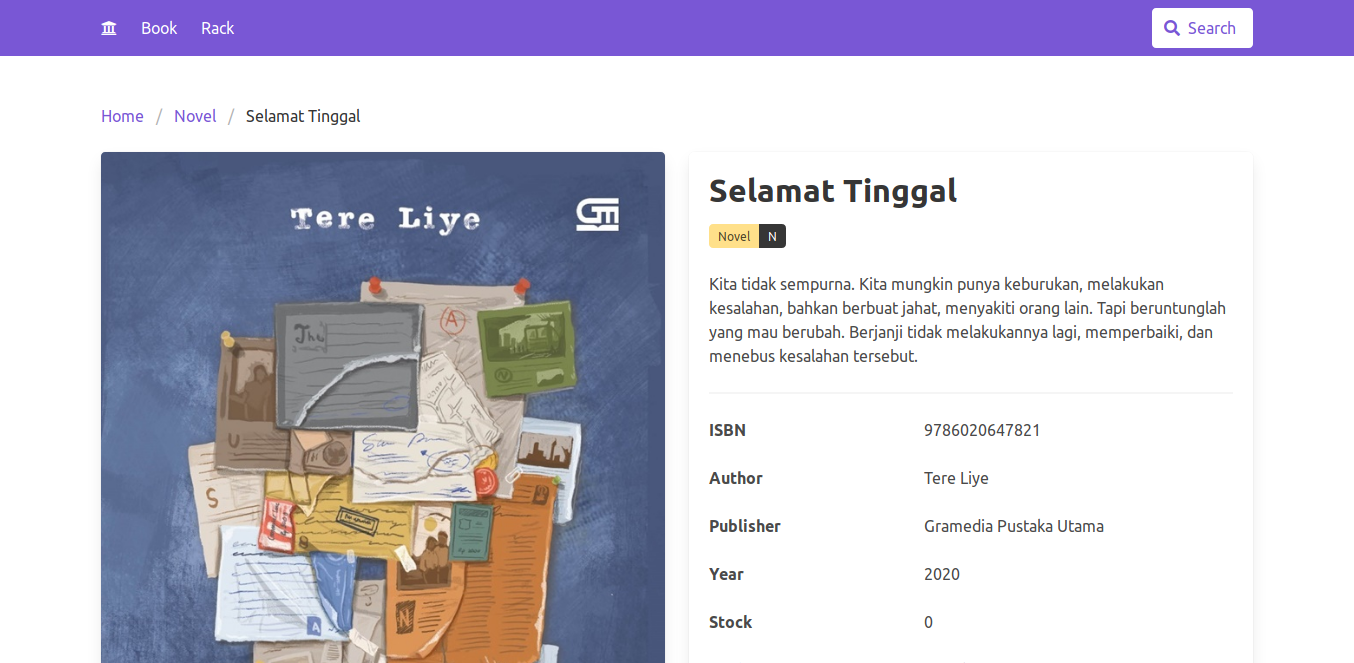 Book Rack Search
Home / Novel / Selamat Tinggal
Tere Liye
GM
The
A
U
S
A
N
Selamat Tinggal
Novel N
Kita tidak sempurna. Kita mungkin punya keburukan, melakukan
kesalahan, bahkan berbuat jahat, menyakiti orang lain. Tapi beruntunglah
yang mau berubah. Berjanji tidak melakukannya lagi, memperbaiki, dan
menebus kesalahan tersebut.
ISBN 9786020647821
Author Tere Liye
Publisher Gramedia Pustaka Utama
Year 2020
Stock 0